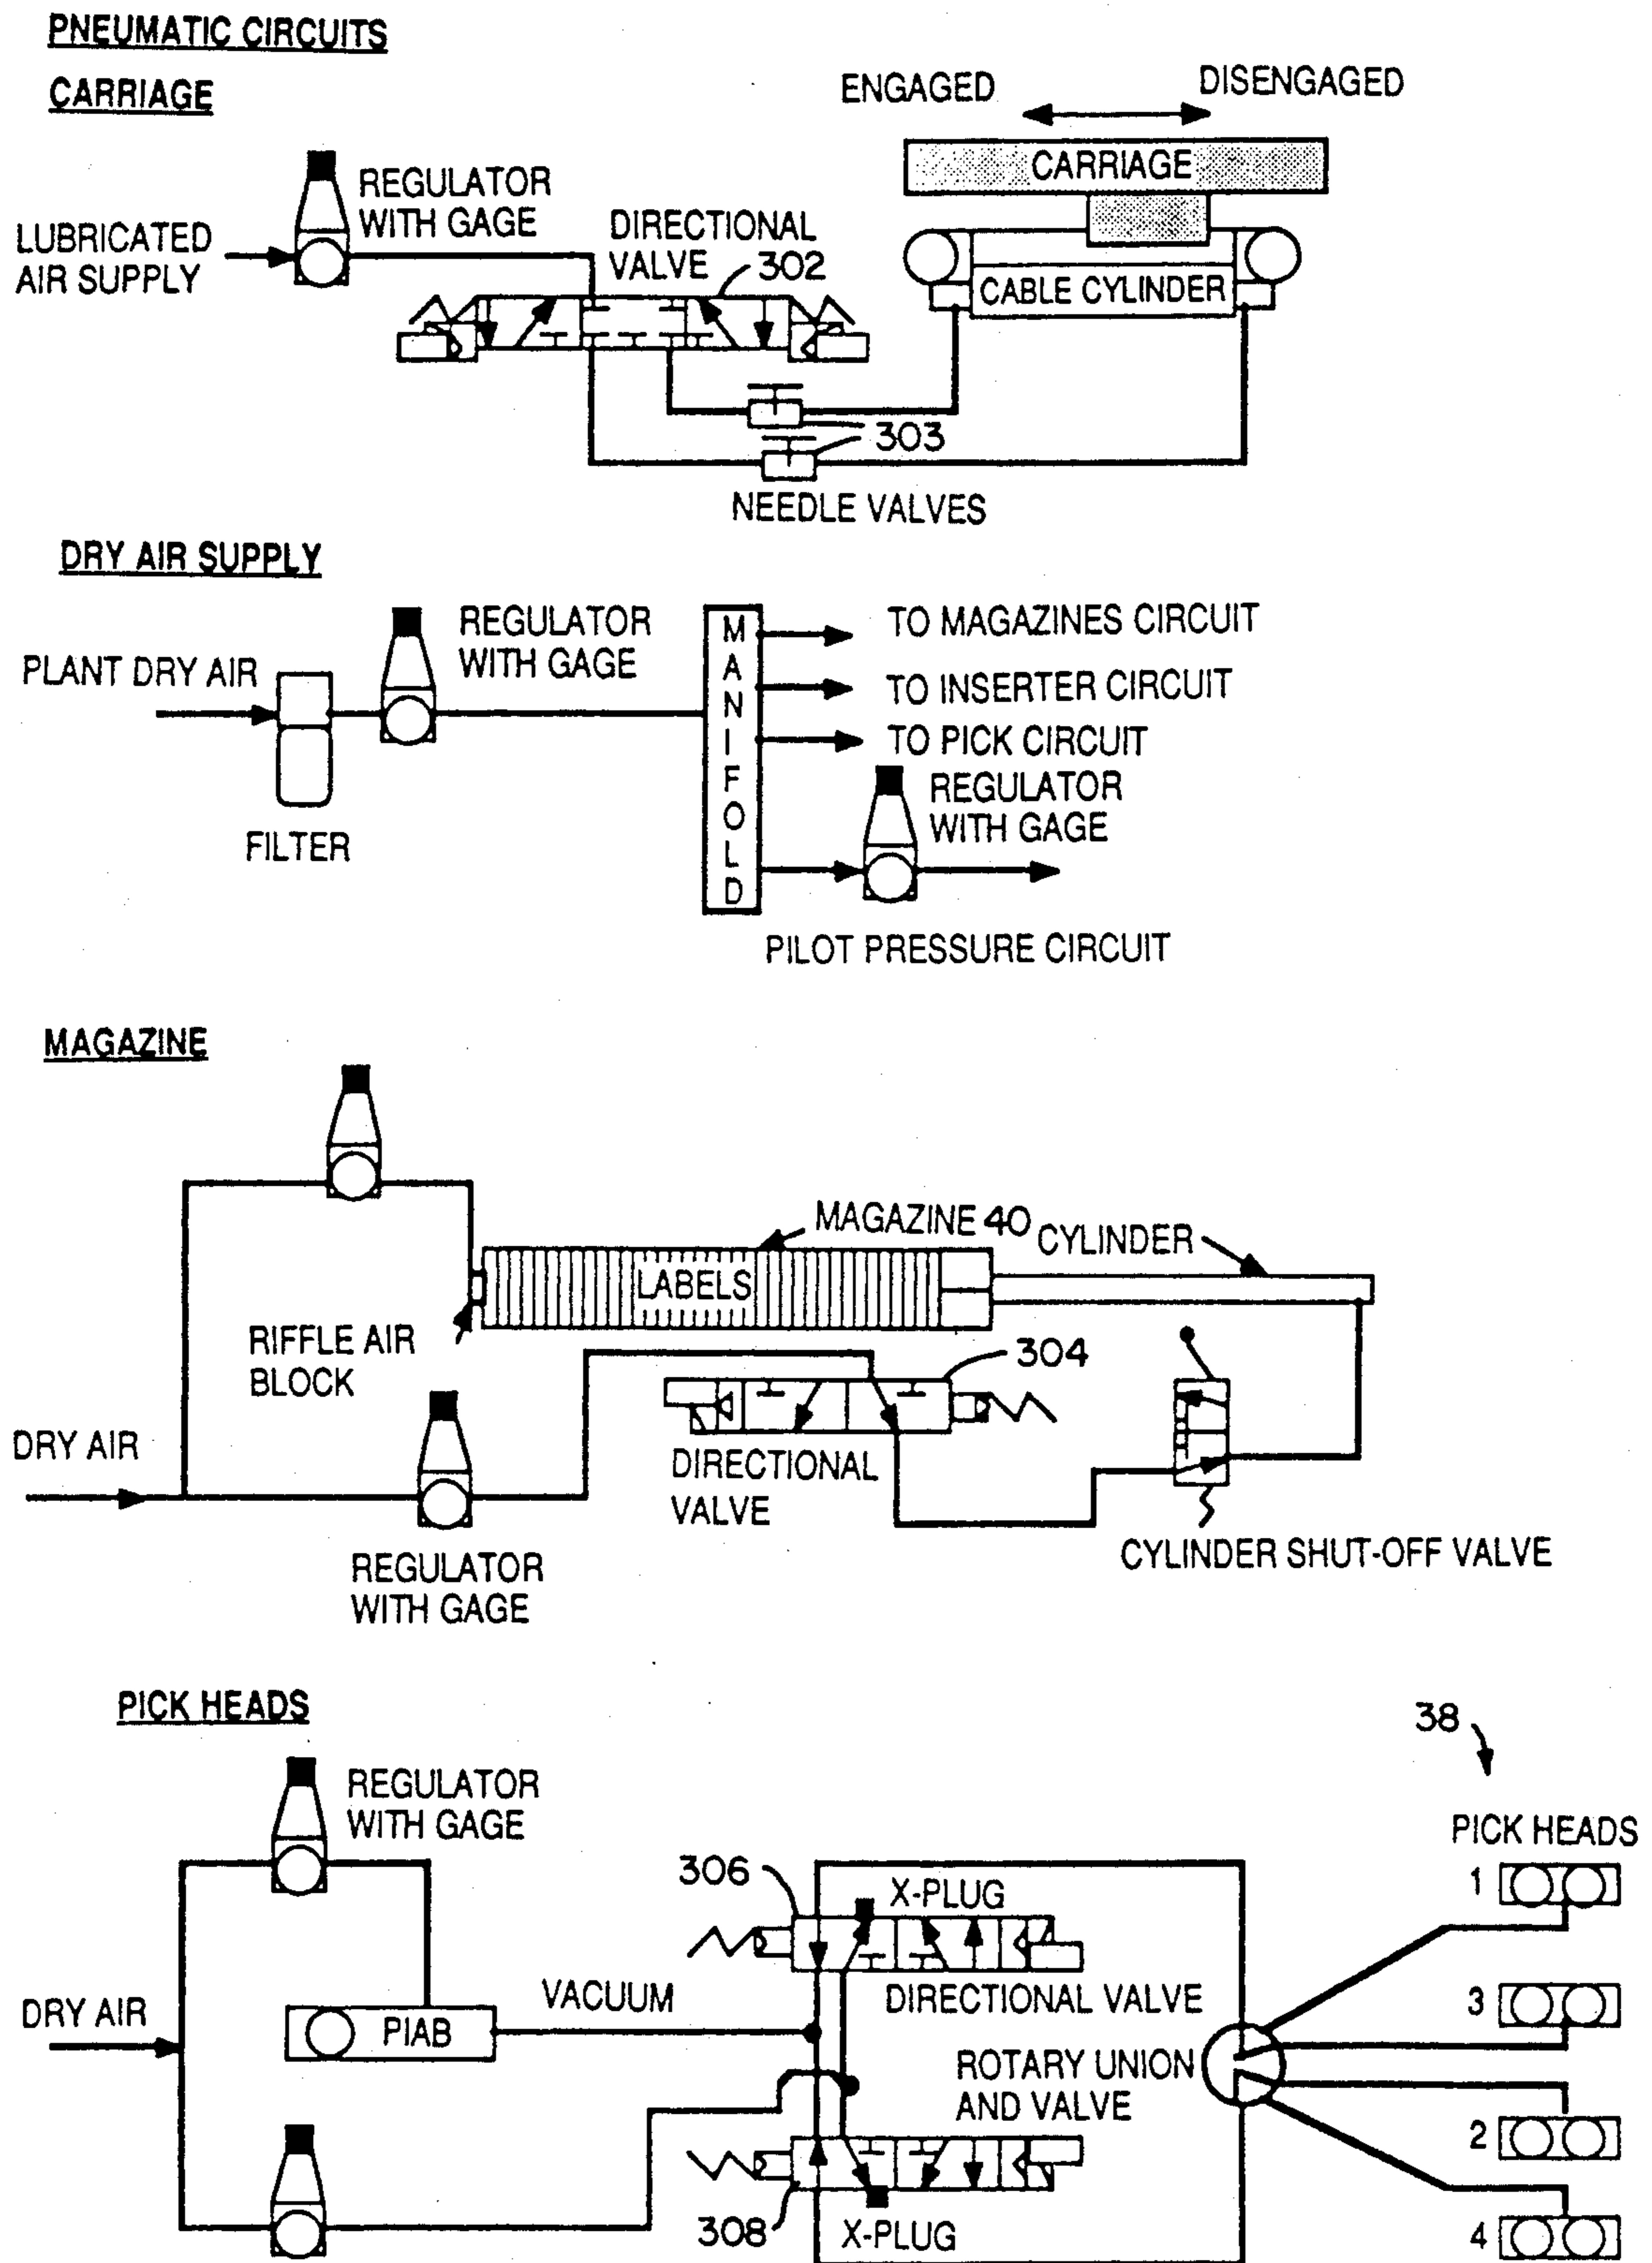 PNEUMATIC CIRCUITS
CARRIAGE
ENGAGED
DISENGAGED
CARRIAGE
REGULATOR
WITH GAGE
LUBRICATED
AIR SUPPLY
DIRECTIONAL
VALVE
302
CABLE CYLINDER
303
NEEDLE VALVES
DRY AIR SUPPLY
PLANT DRY AIR
REGULATOR
WITH GAGE
FILTER
MANIFOLD
TO MAGAZINES CIRCUIT
TO INSERTER CIRCUIT
TO PICK CIRCUIT
REGULATOR
WITH GAGE
PILOT PRESSURE CIRCUIT
MAGAZINE
MAGAZINE 40
CYLINDER
LABELS
RIFFLE AIR
BLOCK
304
DRY AIR
DIRECTIONAL
VALVE
CYLINDER SHUT-OFF VALVE
REGULATOR
WITH GAGE
PICK HEADS
38
REGULATOR
WITH GAGE
PICK HEADS
306
X-PLUG
1
DIRECTIONAL VALVE
VACUUM
DRY AIR
PIAB
3
ROTARY UNION
AND VALVE
2
308
X-PLUG
4